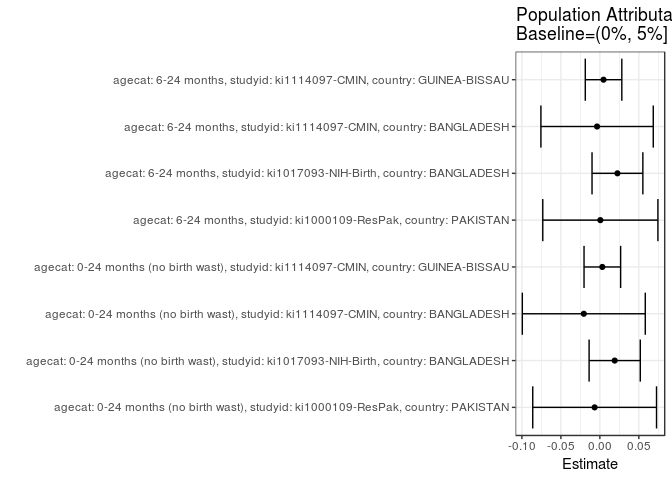 Population Attributa
Baseline=(0%, 5%]
agecat: 6-24 months, studyid: ki1114097-CMIN, country: GUINEA-BISSAU
agecat: 6-24 months, studyid: ki1114097-CMIN, country: BANGLADESH
agecat: 6-24 months, studyid: ki1017093-NIH-Birth, country: BANGLADESH
agecat: 6-24 months, studyid: ki1000109-ResPak, country: PAKISTAN
agecat: 0-24 months (no birth wast), studyid: ki1114097-CMIN, country: GUINEA-BISSAU
agecat: 0-24 months (no birth wast), studyid: ki1114097-CMIN, country: BANGLADESH
agecat: 0-24 months (no birth wast), studyid: ki1017093-NIH-Birth, country: BANGLADESH
agecat: 0-24 months (no birth wast), studyid: ki1000109-ResPak, country: PAKISTAN
-0.10 -0.05 0.00 0.05
Estimate